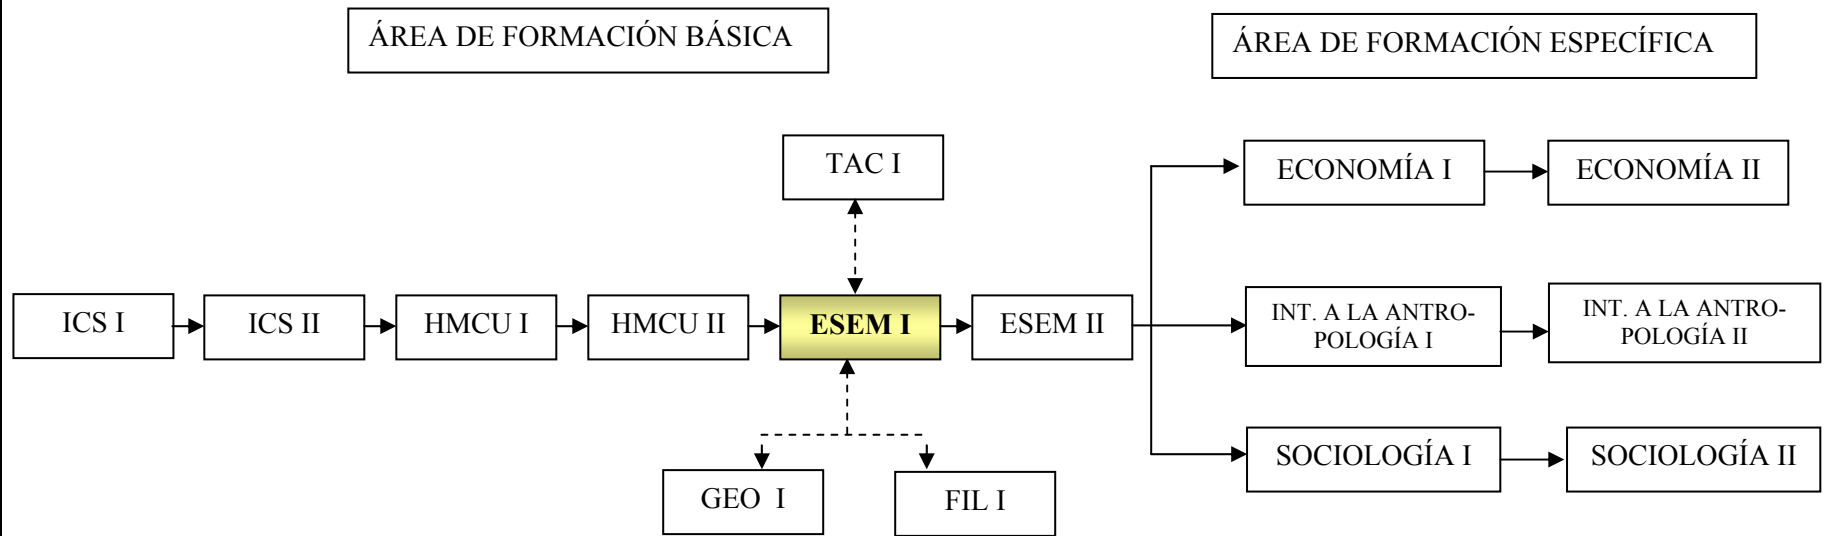 ÁREA DE FORMACIÓN BÁSICA
ÁREA DE FORMACIÓN ESPECÍFICA
TAC I
ECONOMÍA I
ECONOMÍA II
ICS I
ICS II
HMCU I
HMCU II
ESEM I
ESEM II
INT. A LA ANTRO-
POLOGÍA I
INT. A LA ANTRO-
POLOGÍA II
SOCIOLOGÍA I
SOCIOLOGÍA II
GEO I
FIL I